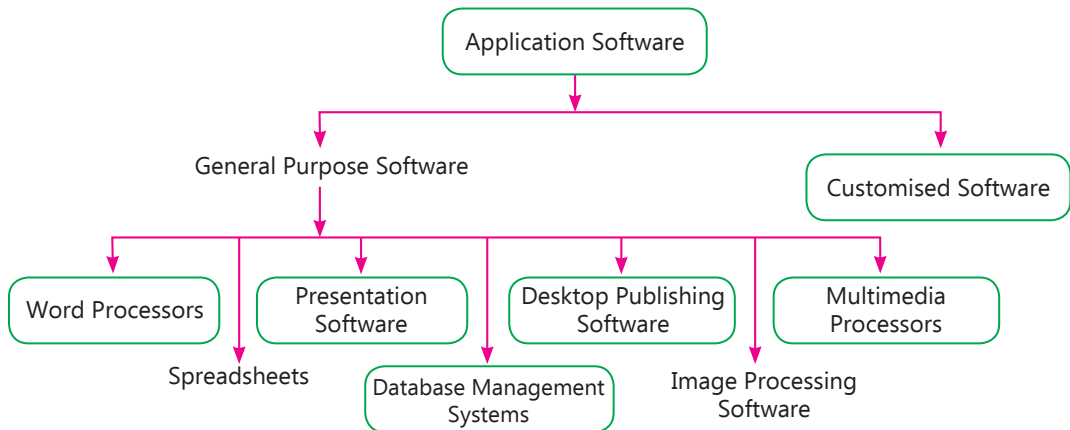 Application Software
General Purpose Software
Customised Software
Word Processors
Presentation
Software
Desktop Publishing
Software
Multimedia
Processors
Spreadsheets
Database Management
Systems
Image Processing
Software